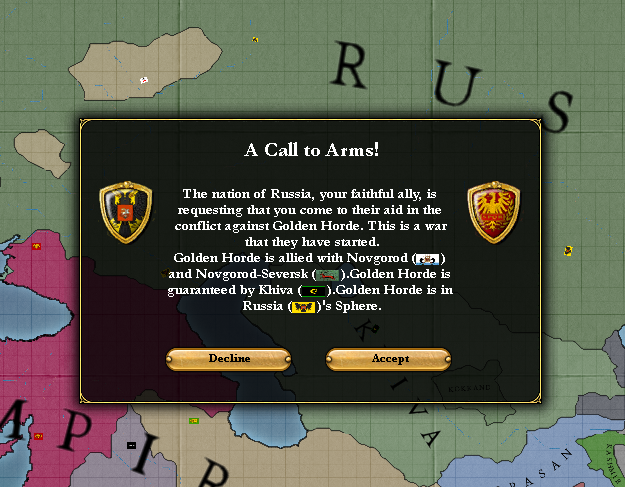 R U S
A Call to Arms!
The nation of Russia, your faithful ally, is
requesting that you come to their aid in the
conflict against Golden Horde. This is a war
that they have started.
Golden Horde is allied with Novgorod ( )
and Novgorod-Seversk ( ).Golden Horde is
guaranteed by Khiva ( ).Golden Horde is in
Russia ( )'s Sphere.
Decline
Accept
K I V A
A P I R
RASAN
KASHMIR